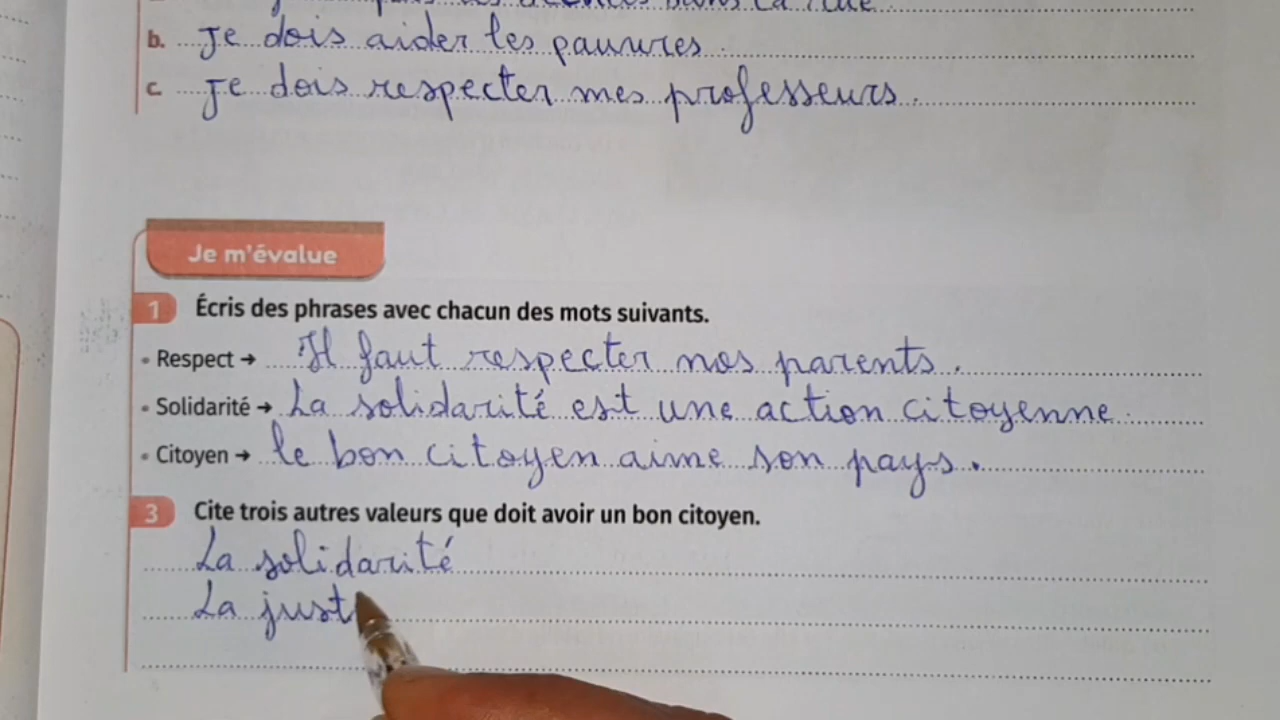 b. Je dois aider les pauvres.
c. Je dois respecter mes professeurs.
Je m'évalue
1 Écris des phrases avec chacun des mots suivants.
• Respect → Il faut respecter nos parents.
• Solidarité → La solidarité est une action citoyenne.
• Citoyen → le bon citoyen aime son pays.
3 Cite trois autres valeurs que doit avoir un bon citoyen.
La solidarité
La just